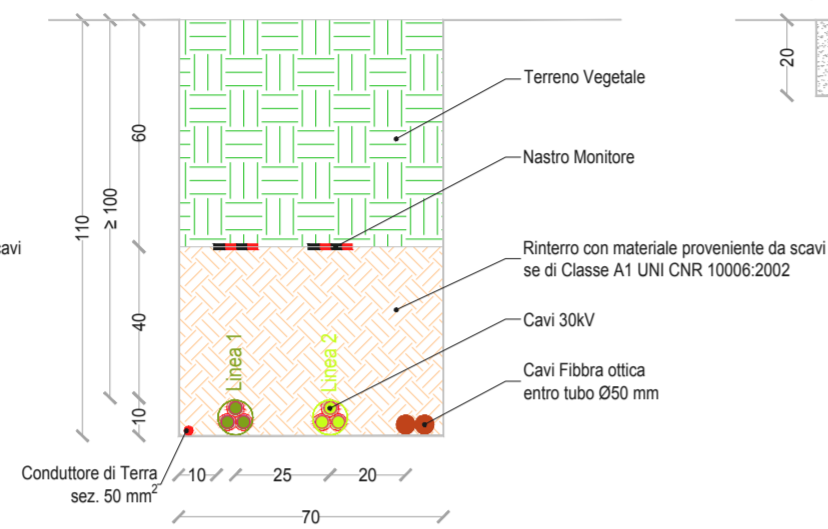 20
Terreno Vegetale
60
Nastro Monitore
110
≥ 100
cavi
Rinterro con materiale proveniente da scavi
se di Classe A1 UNI CNR 10006:2002
40
Cavi 30kV
Linea 1
Linea 2
Cavi Fibbra ottica
entro tubo Ø50 mm
10
Conduttore di Terra
sez. 50 mm²
10
25
20
70